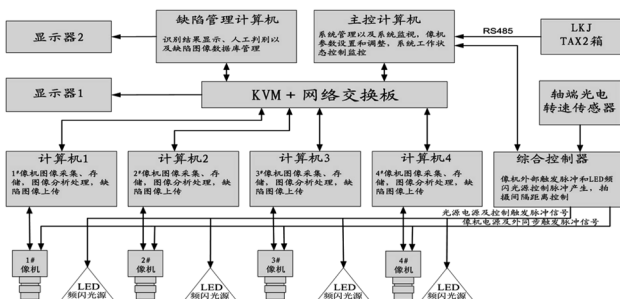 缺陷管理计算机
识别结果显示、人工判别以
及缺陷图像数据库管理
主控计算机
系统管理以及系统监视，像机
参数设置和调整，系统工作状
态控制监控
RS485
LKJ
TAX2箱
显示器2
显示器1
KVM＋网络交换板
轴端光电
转速传感器
计算机1
1#像机图像采集、存
储，图像分析处理，缺
陷图像上传
计算机2
2#像机图像采集、存
储，图像分析处理，缺
陷图像上传
计算机3
3#像机图像采集、存
储，图像分析处理，缺
陷图像上传
计算机4
4#像机图像采集、存
储，图像分析处理，缺
陷图像上传
综合控制器
像机外部触发脉冲和LED频
闪光源控制脉冲产生，拍
摄间隔距离控制
光源电源及控制触发脉冲信号
像机电源及外同步触发脉冲信号
1#
像机
LED
频闪光源
2#
像机
LED
频闪光源
3#
像机
LED
频闪光源
4#
像机
LED
频闪光源